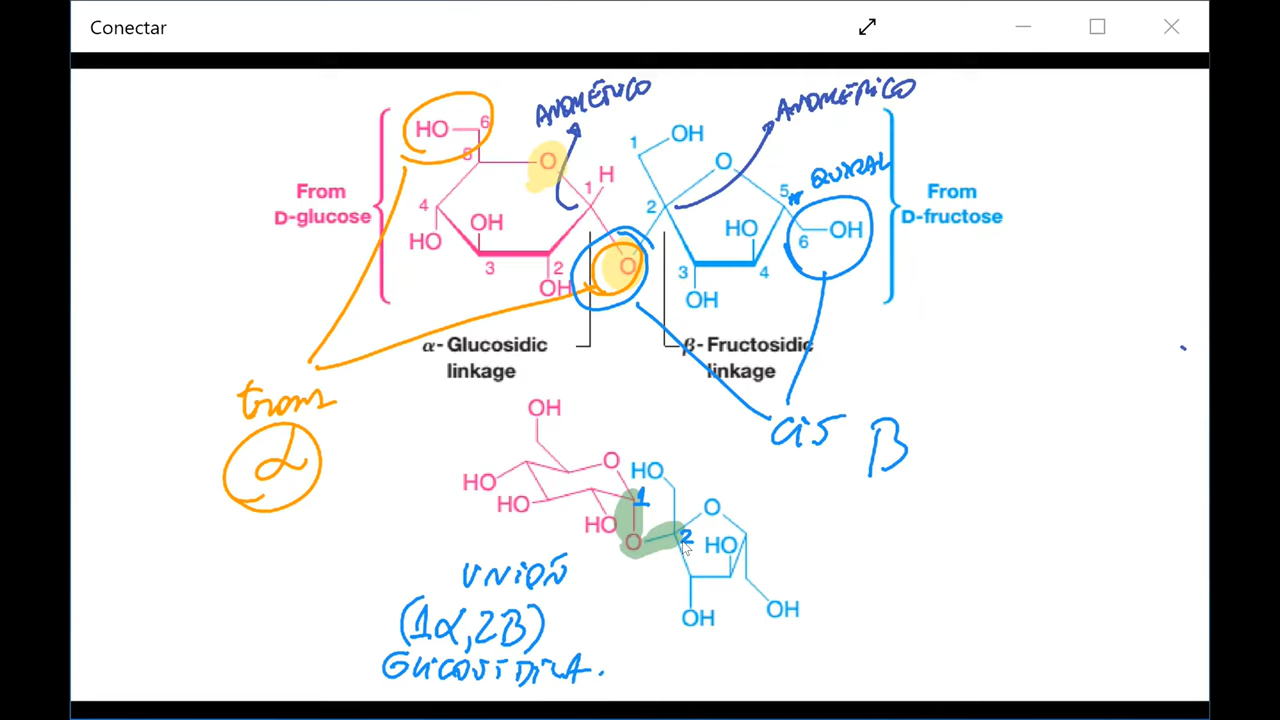 Conectar
ANOMÉRICO
ANOMÉRICO
HO 6
5
O
1
H
4
HO
OH
3
2
OH
O
From
D-glucose
1
OH
O
2
5
QUIRAL
HO
6
OH
3
4
OH
From
D-fructose
α- Glucosidic
linkage
β- Fructosidic
linkage
trans
α
cis β
OH
O
HO
HO
HO
1
O
HO
O
2
HO
OH
OH
UNIÓN
(1α, 2β)
GLICOSÍDICA.